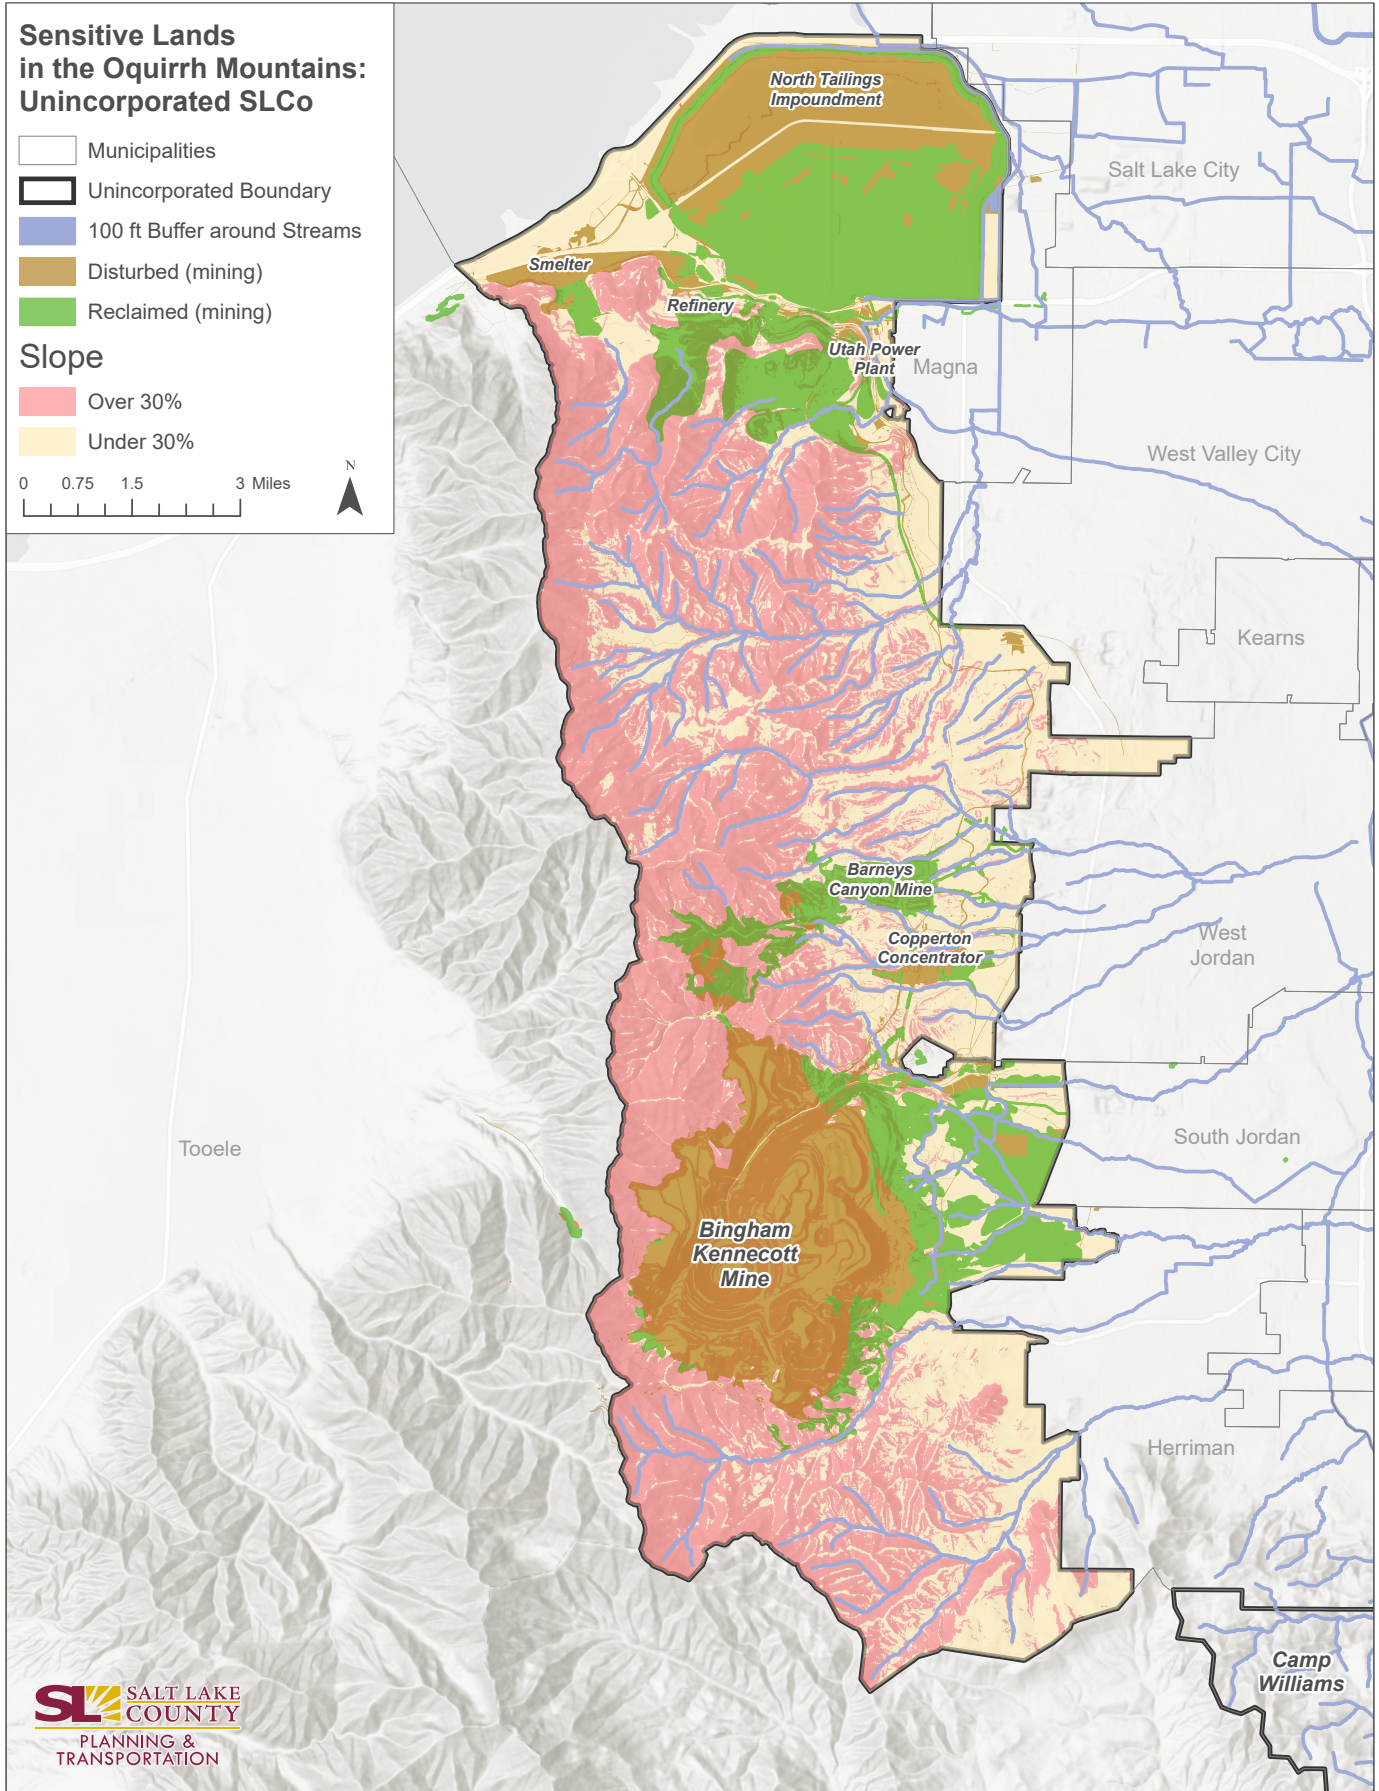 Sensitive Lands
in the Oquirrh Mountains:
Unincorporated SLCo
Municipalities
Unincorporated Boundary
100 ft Buffer around Streams
Disturbed (mining)
Reclaimed (mining)
Slope
Over 30%
Under 30%
0 0.75 1.5 3 Miles
N
North Tailings
Impoundment
Salt Lake City
Smelter
Refinery
Utah Power
Plant
Magna
West Valley City
Kearns
Barneys
Canyon Mine
Copperton
Concentrator
West
Jordan
Tooele
South Jordan
Bingham
Kennecott
Mine
Herriman
Camp
Williams
SL SALT LAKE
COUNTY
PLANNING &
TRANSPORTATION